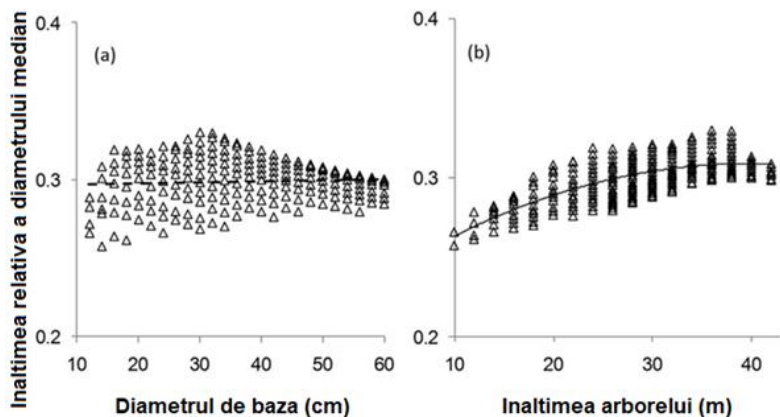 Inaltimea relativa a diametrului median
0.4
(a)
0.3
0.2
10 20 30 40 50 60
Diametrul de baza (cm)
0.4
(b)
0.3
0.2
10 20 30 40
Inaltimea arborelui (m)